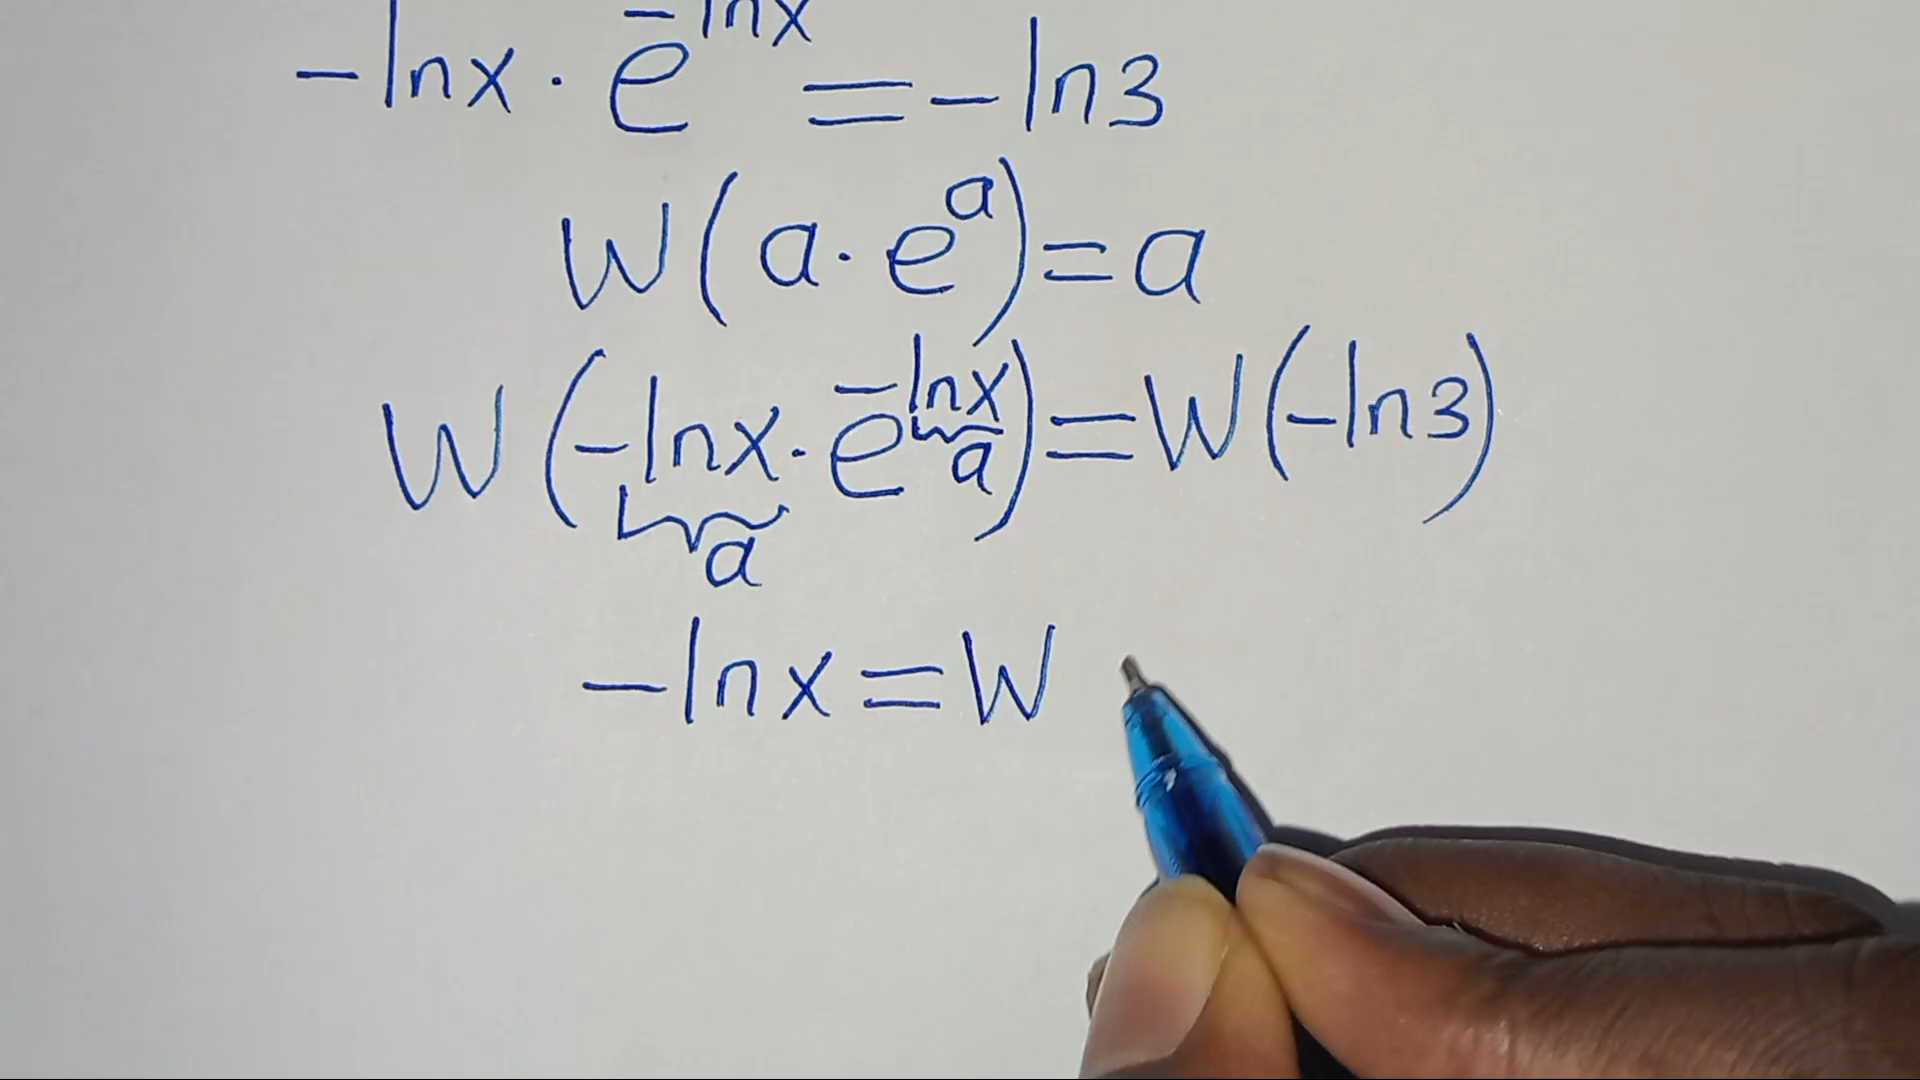 -lnx · e^-lnx = -ln3
W(a · e^a) = a
W(-lnx · e^-lnx) = W(-ln3)
a
a
-lnx = W